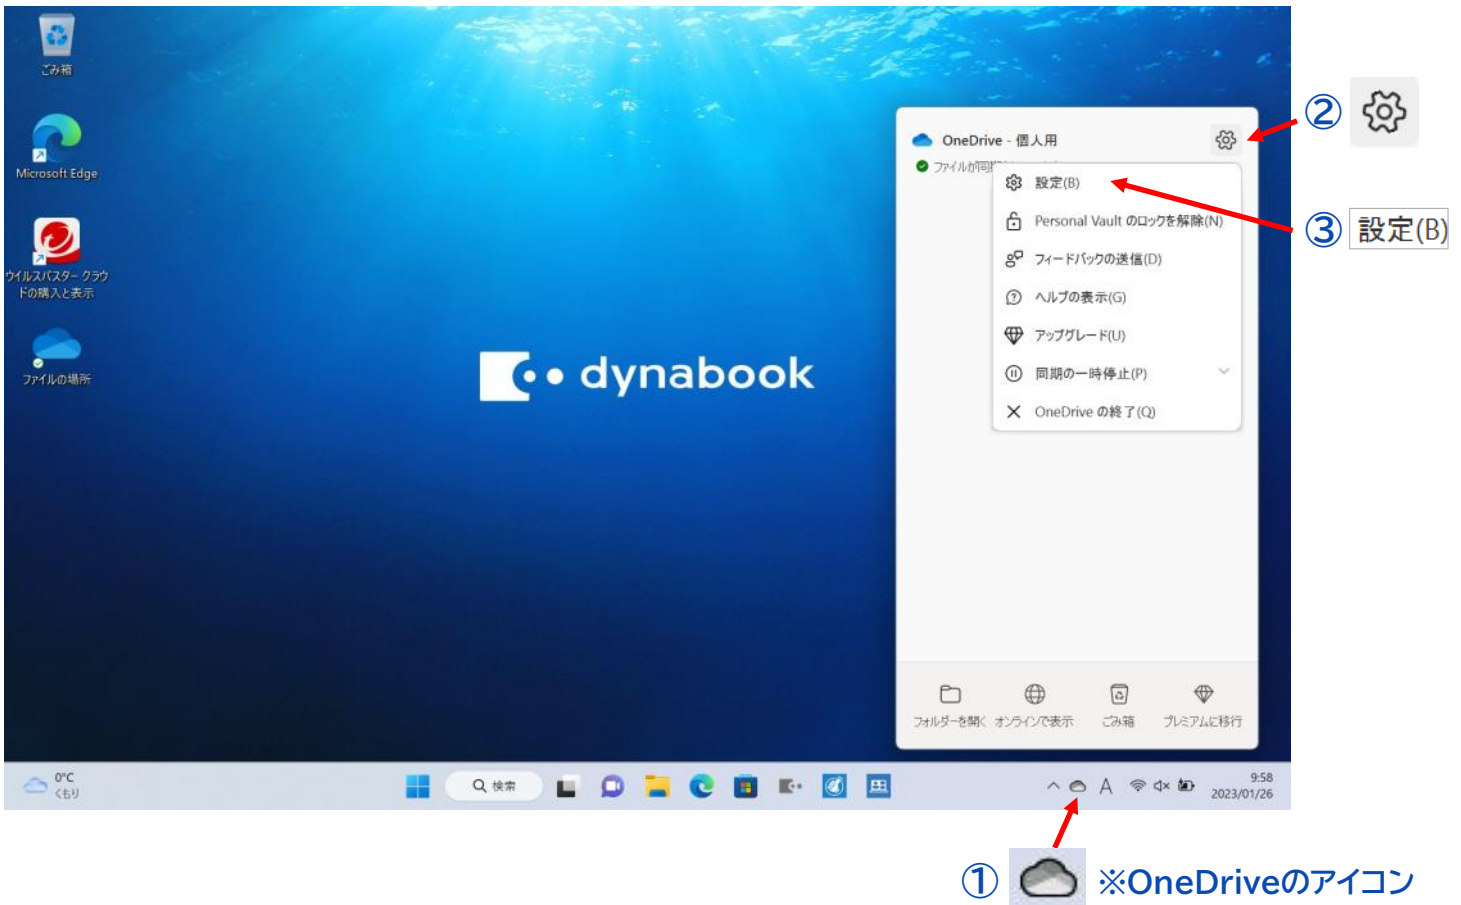 ごみ箱
Microsoft Edge
ウイルスバスター クラウ
ドの購入と表示
ファイルの場所
dynabook
OneDrive - 個人用
ファイルが同
設定(B)
Personal Vault のロックを解除(N)
フィードバックの送信(D)
ヘルプの表示(G)
アップグレード(U)
同期の一時停止(P)
OneDrive の終了(Q)
フォルダーを開く
オンラインで表示
ごみ箱
プレミアムに移行
②
③ 設定(B)
0°C
くもり
検索
A
9:58
2023/01/26
① ※OneDriveのアイコン